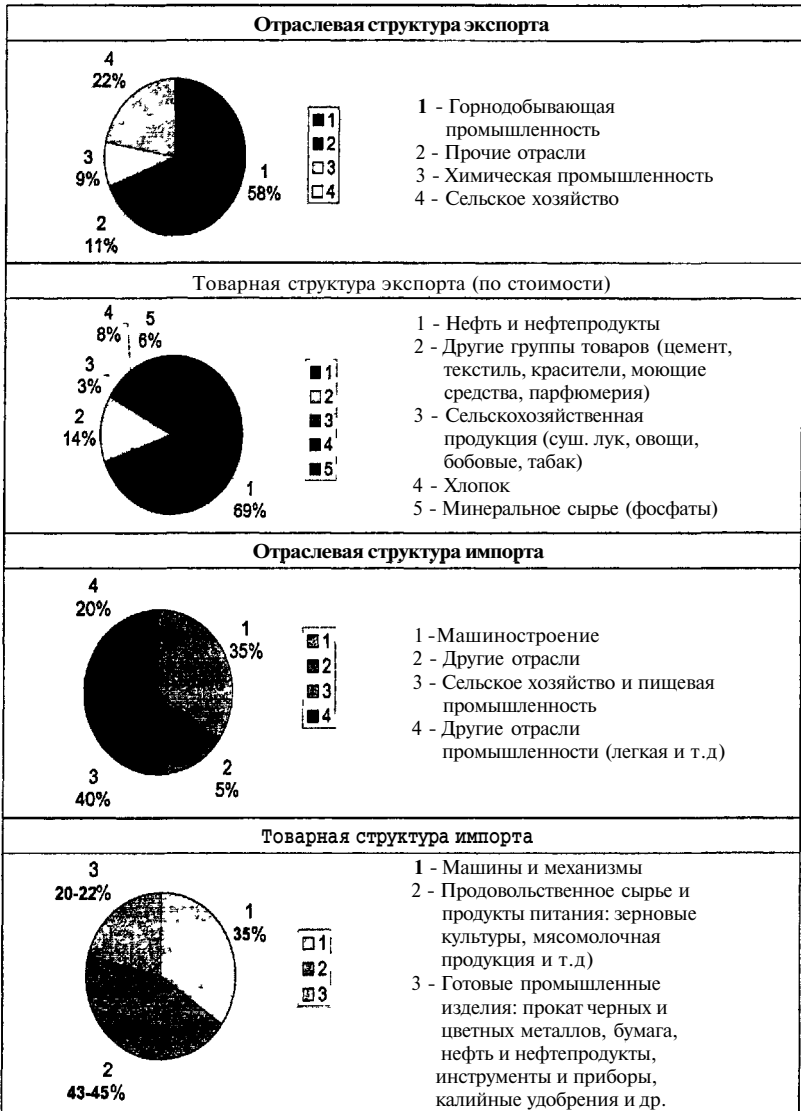 Отраслевая структура экспорта
4
22%
3
9%
2
11%
1
58%
1
2
3
4
1 - Горнодобывающая
промышленность
2 - Прочие отрасли
3 - Химическая промышленность
4 - Сельское хозяйство
Товарная структура экспорта (по стоимости)
4
8%
5
6%
3
3%
2
14%
1
69%
1
2
3
4
5
1 - Нефть и нефтепродукты
2 - Другие группы товаров (цемент,
текстиль, красители, моющие
средства, парфюмерия)
3 - Сельскохозяйственная
продукция (суш. лук, овощи,
бобовые, табак)
4 - Хлопок
5 - Минеральное сырье (фосфаты)
Отраслевая структура импорта
4
20%
1
35%
3
40%
2
5%
1
2
3
4
1 -Машиностроение
2 - Другие отрасли
3 - Сельское хозяйство и пищевая
промышленность
4 - Другие отрасли
промышленности (легкая и т.д)
Товарная структура импорта
3
20-22%
1
35%
2
43-45%
1
2
3
1 - Машины и механизмы
2 - Продовольственное сырье и
продукты питания: зерновые
культуры, мясомолочная
продукция и т.д)
3 - Готовые промышленные
изделия: прокат черных и
цветных металлов, бумага,
нефть и нефтепродукты,
инструменты и приборы,
калийные удобрения и др.